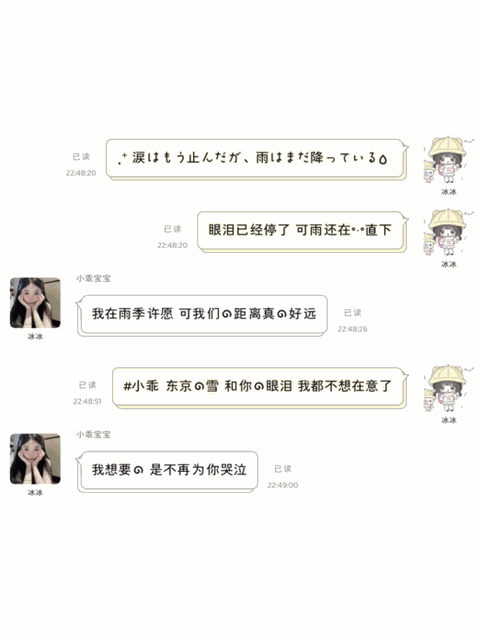 已读
22:48:20
.⁺ 涙はもう止んだが、雨はまだ降っている૦
冰冰
已读
22:48:20
眼泪已经停了 可雨还在°·°直下
冰冰
小乖宝宝
我在雨季许愿 可我们の距离真の好远
已读
22:48:26
冰冰
已读
22:48:51
#小乖 东京の雪 和你の眼泪 我都不想在意了
冰冰
小乖宝宝
我想要の 是不再为你哭泣
已读
22:49:00
冰冰